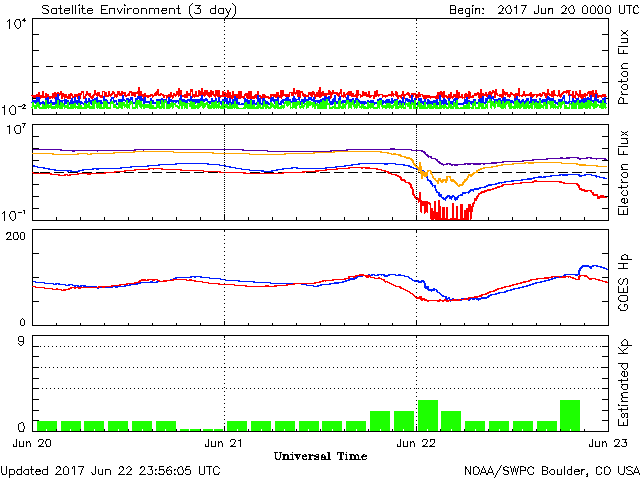 Satellite Environment (3 day) Begin: 2017 Jun 20 0000 UTC
10^4
10^-2
Proton Flux
10^7
10^-1
Electron Flux
200
0
GOES Hp
9
0
Estimated Kp
Jun 20 Jun 21 Jun 22 Jun 23
Universal Time
Updated 2017 Jun 22 23:56:05 UTC NOAA/SWPC Boulder, CO USA